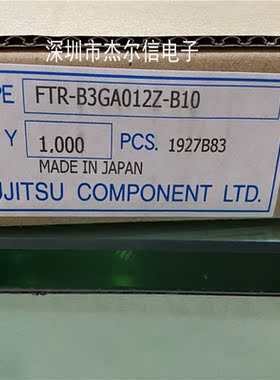 深圳市杰尔信电子
PE FTR-B3GA012Z-B10
Y 1,000 PCS. 1927B83
MADE IN JAPAN
UJITSU COMPONENT LTD.